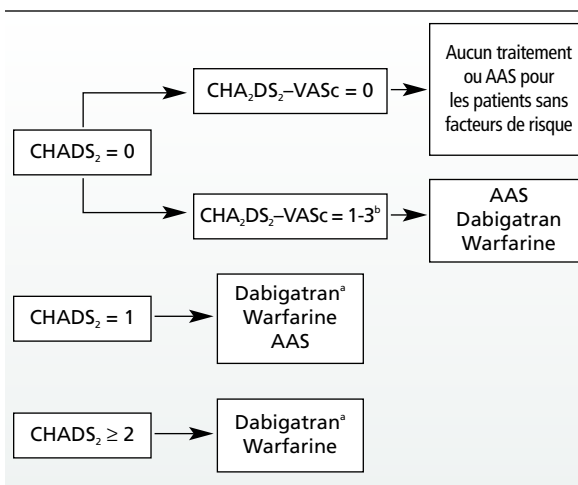 CHADS₂ = 0
CHA₂DS₂–VASc = 0
Aucun traitement
ou AAS pour
les patients sans
facteurs de risque
CHA₂DS₂–VASc = 1-3ᵇ
AAS
Dabigatran
Warfarine
CHADS₂ = 1
Dabigatranᵃ
Warfarine
AAS
CHADS₂ ≥ 2
Dabigatranᵃ
Warfarine